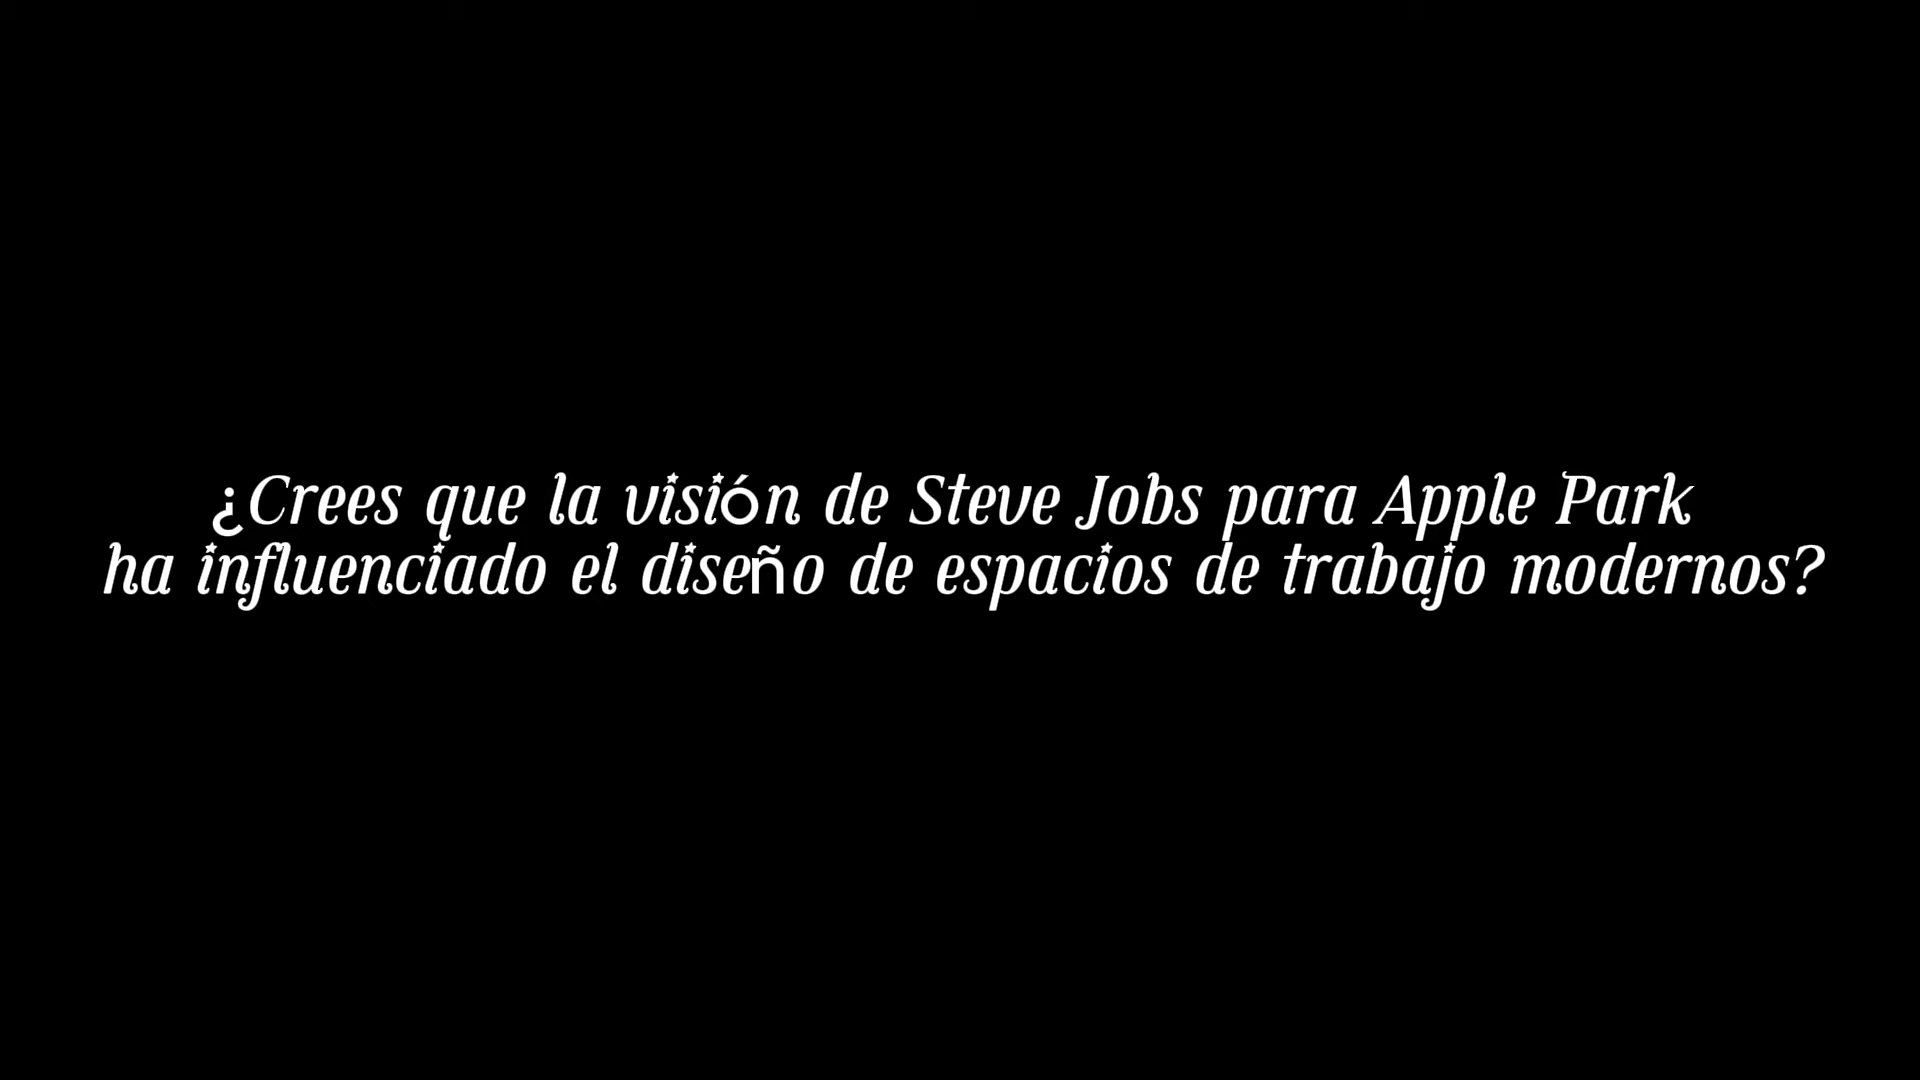 ¿Crees que la visión de Steve Jobs para Apple Park
ha influenciado el diseño de espacios de trabajo modernos?